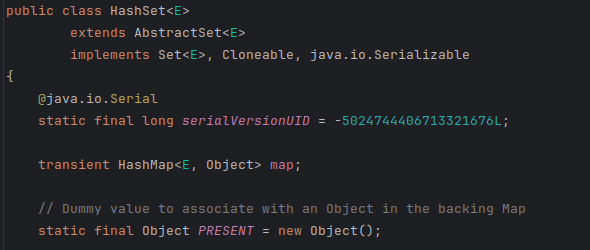 public class HashSet<E>
extends AbstractSet<E>
implements Set<E>, Cloneable, java.io.Serializable
{
@java.io.Serial
static final long serialVersionUID = -5024744406713321676L;
transient HashMap<E, Object> map;
// Dummy value to associate with an Object in the backing Map
static final Object PRESENT = new Object();